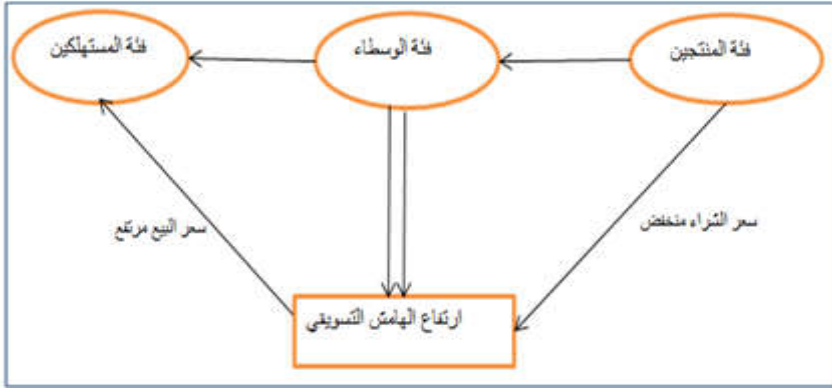 فئة المنتجين
فئة الوسطاء
فئة المستهلكين
سعر الشراء منخفض
سعر البيع مرتفع
ارتفاع الهامش التسويقي